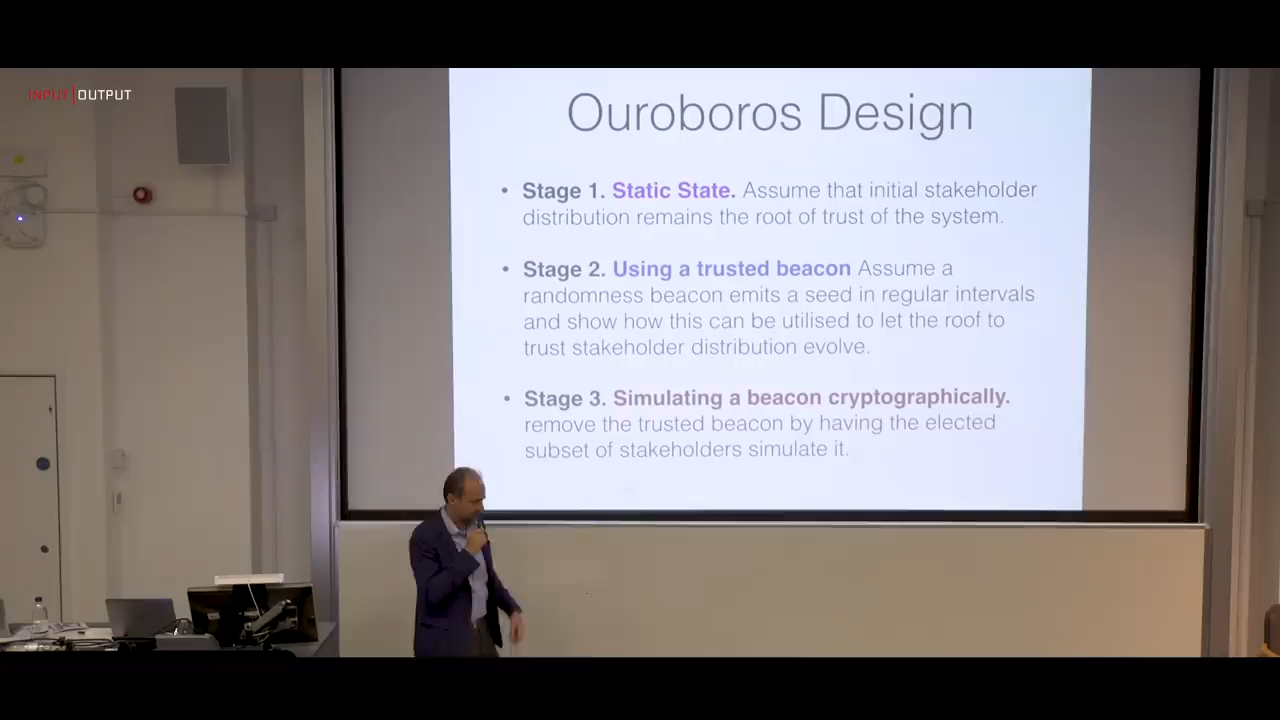 INPUT|OUTPUT
Ouroboros Design
• Stage 1. Static State. Assume that initial stakeholder
distribution remains the root of trust of the system.
• Stage 2. Using a trusted beacon Assume a
randomness beacon emits a seed in regular intervals
and show how this can be utilised to let the roof to
trust stakeholder distribution evolve.
• Stage 3. Simulating a beacon cryptographically.
remove the trusted beacon by having the elected
subset of stakeholders simulate it.